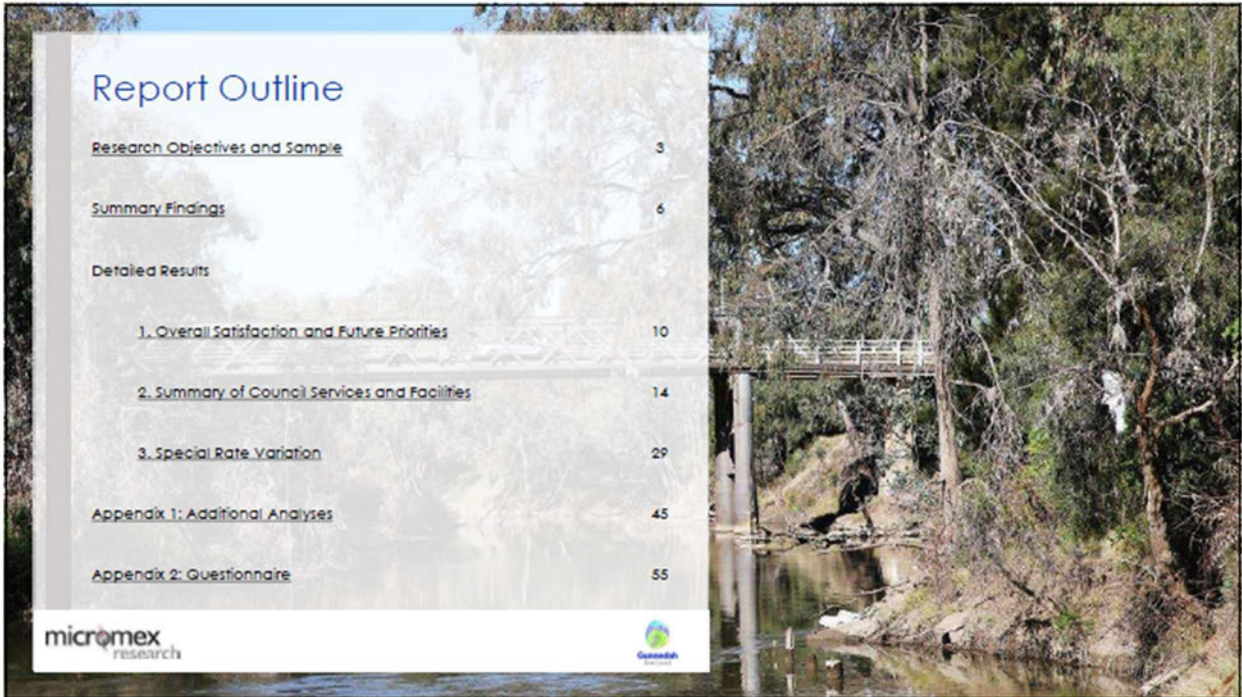 Report Outline
Research Objectives and Sample 3
Summary Findings 6
Detailed Results
1. Overall Satisfaction and Future Priorities 10
2. Summary of Council Services and Facilities 14
3. Special Rate Variation 29
Appendix 1: Additional Analyses 45
Appendix 2: Questionnaire 55
micromex
research
Gunnedah